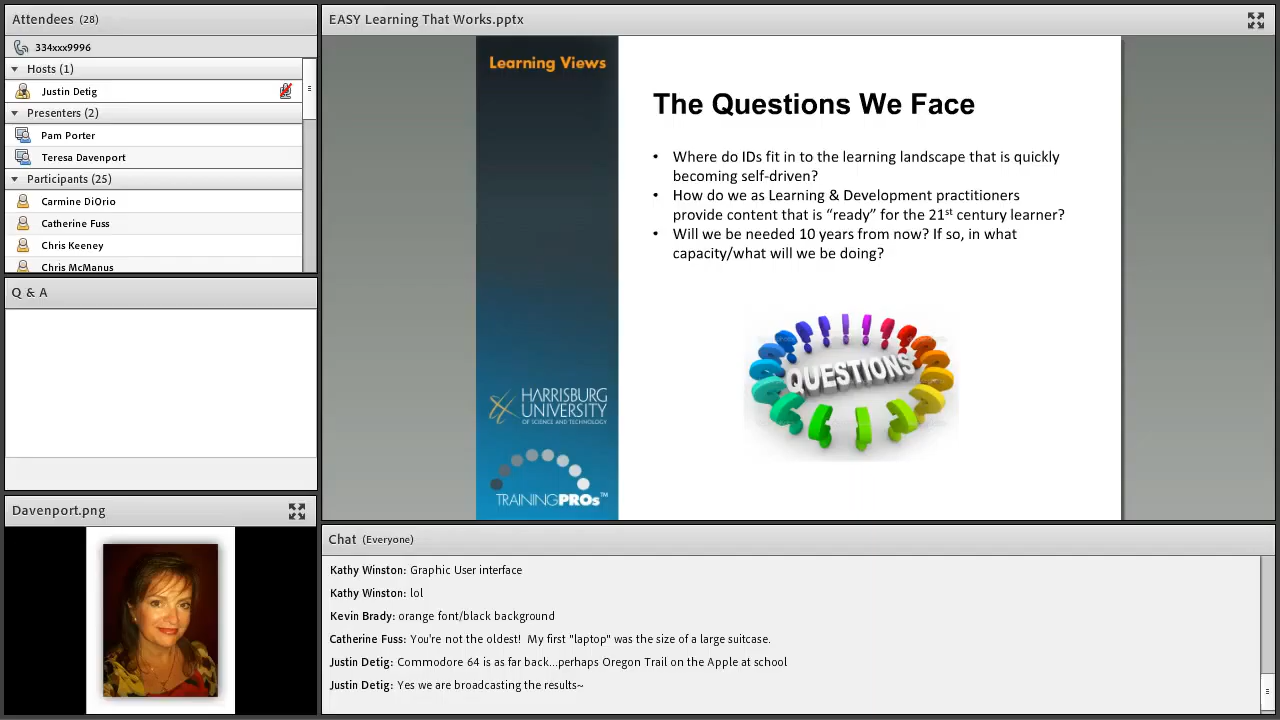 Attendees (28)
334xxx9996
Hosts (1)
Justin Detig
Presenters (2)
Pam Porter
Teresa Davenport
Participants (25)
Carmine DiOrio
Catherine Fuss
Chris Keeney
Chris McManus
Q & A
Davenport.png
EASY Learning That Works.pptx
Learning Views
The Questions We Face
• Where do IDs fit in to the learning landscape that is quickly
becoming self-driven?
• How do we as Learning & Development practitioners
provide content that is “ready” for the 21st century learner?
• Will we be needed 10 years from now? If so, in what
capacity/what will we be doing?
QUESTIONS
HARRISBURG
UNIVERSITY
OF SCIENCE AND TECHNOLOGY
TRAININGPROs™
Chat (Everyone)
Kathy Winston: Graphic User interface
Kathy Winston: lol
Kevin Brady: orange font/black background
Catherine Fuss: You're not the oldest! My first "laptop" was the size of a large suitcase.
Justin Detig: Commodore 64 is as far back...perhaps Oregon Trail on the Apple at school
Justin Detig: Yes we are broadcasting the results~